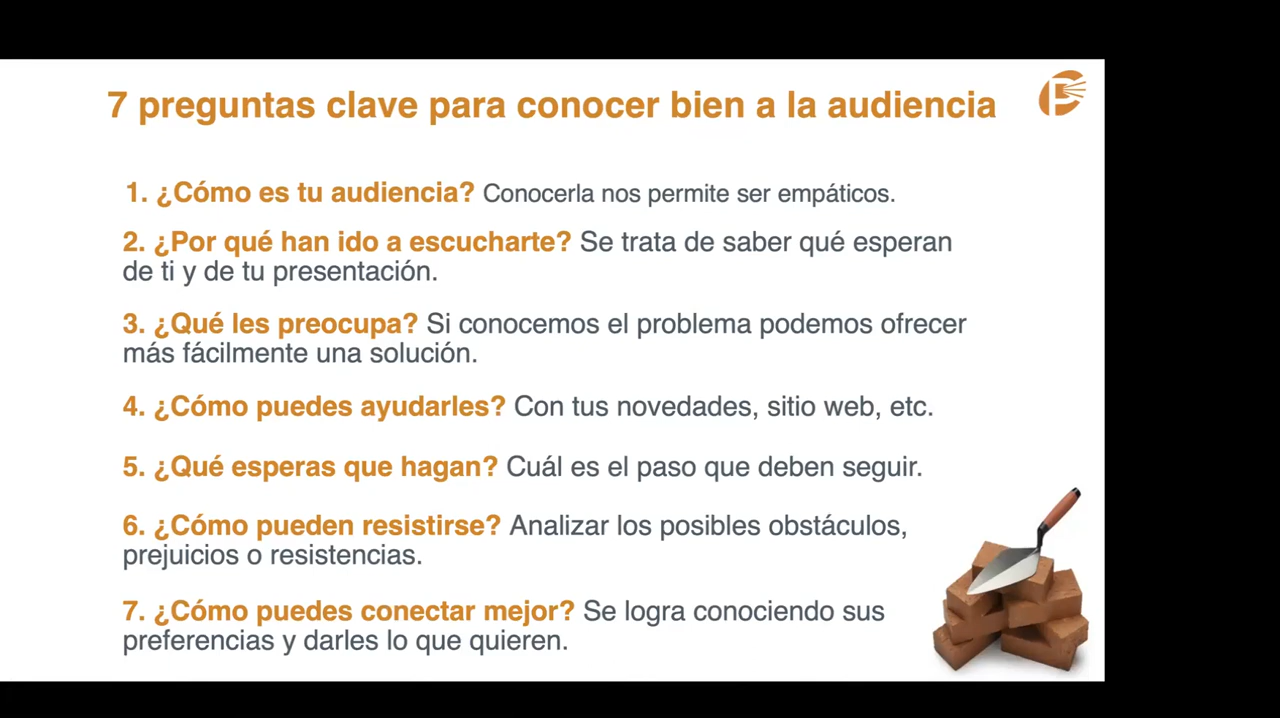 7 preguntas clave para conocer bien a la audiencia
1. ¿Cómo es tu audiencia? Conocerla nos permite ser empáticos.
2. ¿Por qué han ido a escucharte? Se trata de saber qué esperan
de ti y de tu presentación.
3. ¿Qué les preocupa? Si conocemos el problema podemos ofrecer
más fácilmente una solución.
4. ¿Cómo puedes ayudarles? Con tus novedades, sitio web, etc.
5. ¿Qué esperas que hagan? Cuál es el paso que deben seguir.
6. ¿Cómo pueden resistirse? Analizar los posibles obstáculos,
prejuicios o resistencias.
7. ¿Cómo puedes conectar mejor? Se logra conociendo sus
preferencias y darles lo que quieren.